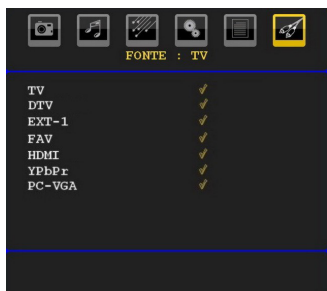 FONTE : TV
TV
DTV
EXT-1
FAV
HDMI
YPbPr
PC-VGA